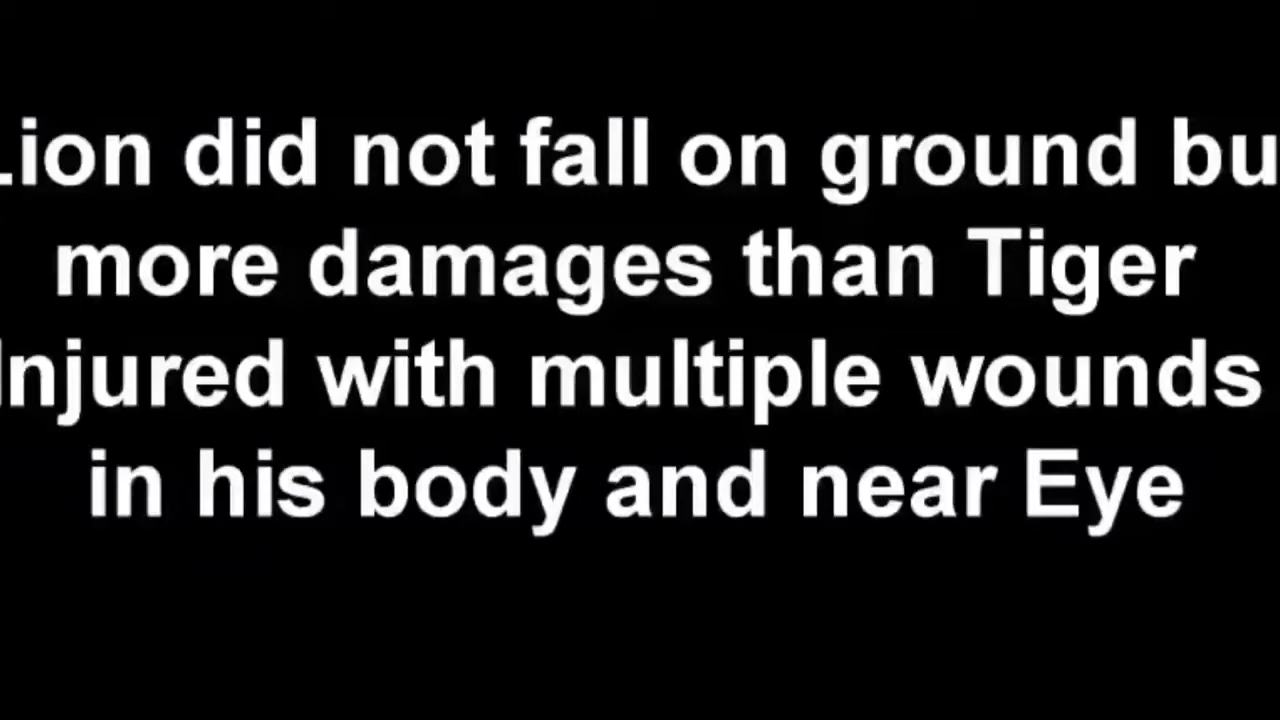 Lion did not fall on ground bu
more damages than Tiger
Injured with multiple wounds
in his body and near Eye